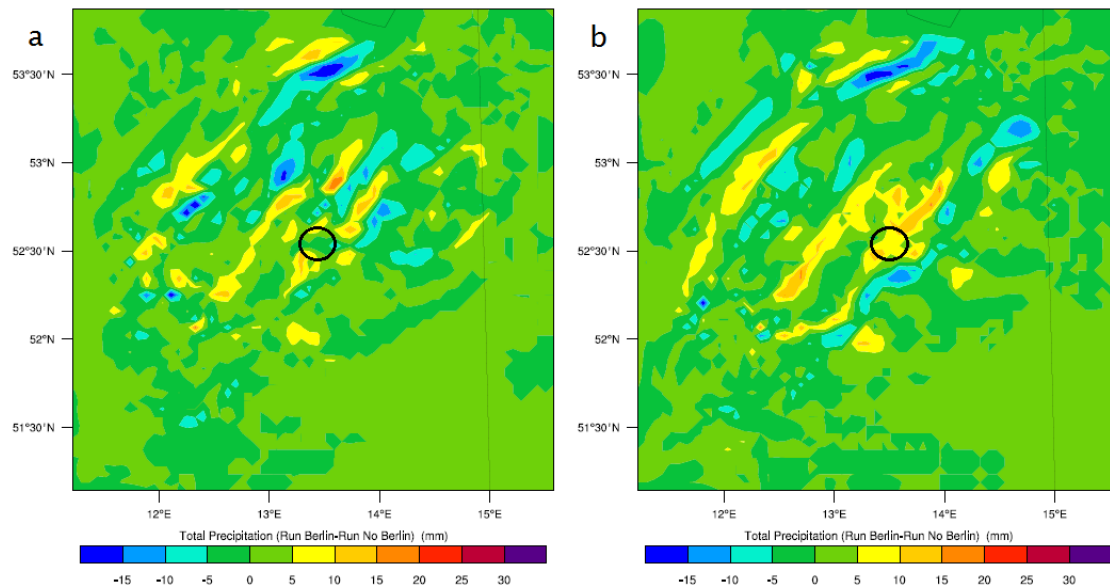 a
b
53°30'N
53°N
52°30'N
52°N
51°30'N
12°E 13°E 14°E 15°E
Total Precipitation (Run Berlin-Run No Berlin) (mm)
-15 -10 -5 0 5 10 15 20 25 30
53°30'N
53°N
52°30'N
52°N
51°30'N
12°E 13°E 14°E 15°E
Total Precipitation (Run Berlin-Run No Berlin) (mm)
-15 -10 -5 0 5 10 15 20 25 30